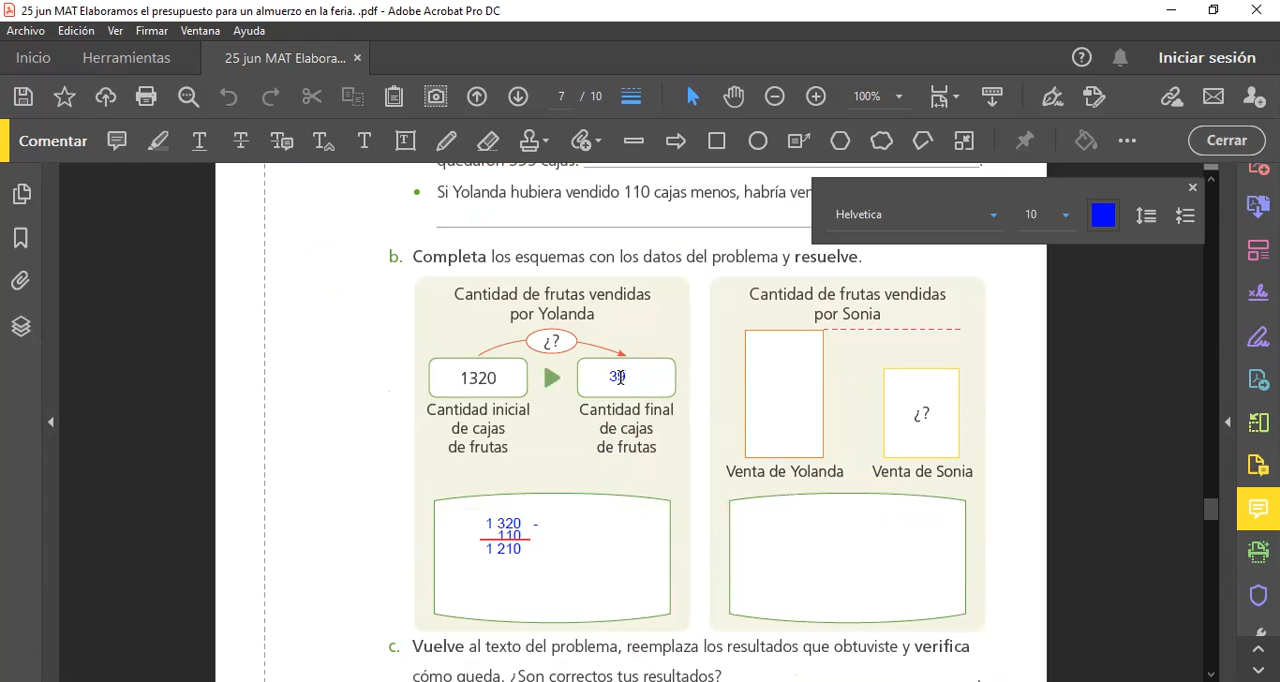 25 jun MAT Elaboramos el presupuesto para un almuerzo en la feria. .pdf - Adobe Acrobat Pro DC
Archivo Edición Ver Firmar Ventana Ayuda
Inicio Herramientas 25 jun MAT Elabora... × Iniciar sesión
7 / 10 100%
Comentar Cerrar
quedaron 395 cajas.
• Si Yolanda hubiera vendido 110 cajas menos, habría
Helvetica 10
b. Completa los esquemas con los datos del problema y resuelve.
Cantidad de frutas vendidas
por Yolanda
¿?
1320
39
Cantidad inicial
de cajas
de frutas
Cantidad final
de cajas
de frutas
1 320 -
110
1 210
Cantidad de frutas vendidas
por Sonia
¿?
Venta de Yolanda
Venta de Sonia
c. Vuelve al texto del problema, reemplaza los resultados que obtuviste y verifica
cómo queda. ¿Son correctos tus resultados?